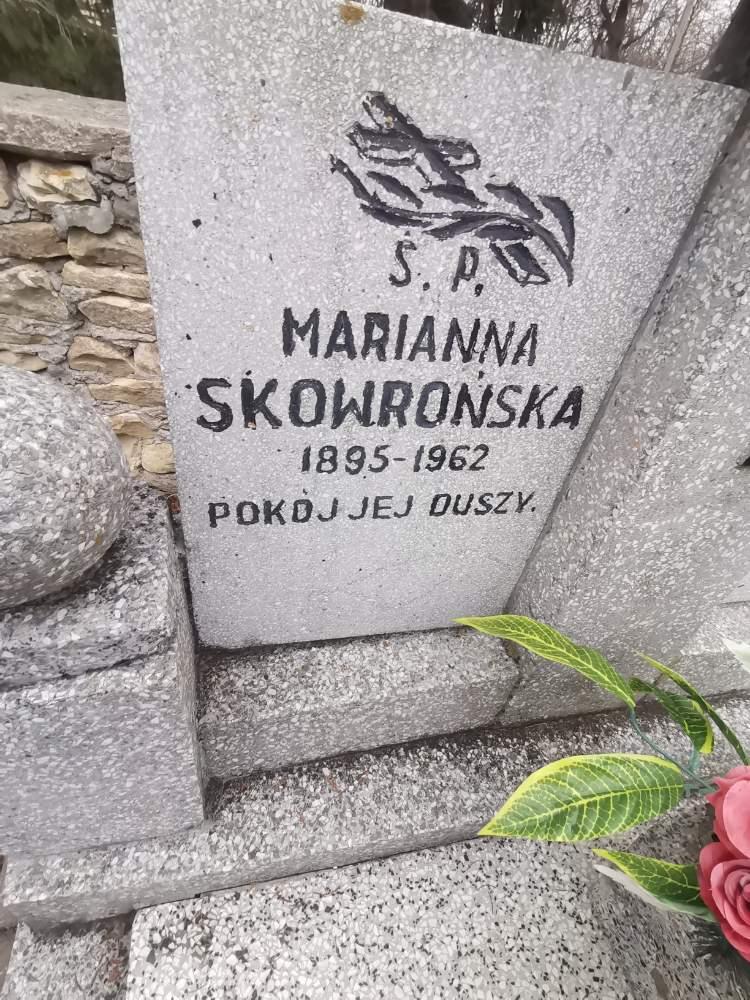 Ś. P.
MARIANNA
SKOWROŃSKA
1895-1962
POKÓJ JEJ DUSZY.